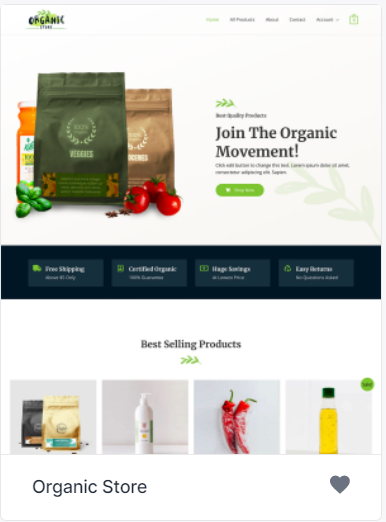 ORGANIC
STORE
Home All Products About Contact Account
100%
VEGGIES
Best Quality Products
Join The Organic
Movement!
Click edit button to change this text. Lorem ipsum dolor sit amet,
consectetur adipiscing elit. Sapien.
Shop Now
Free Shipping
Above $5 Only
Certified Organic
100% Guarantee
Huge Savings
At Lowest Price
Easy Returns
No Questions Asked
Best Selling Products
Sale!
Organic Store